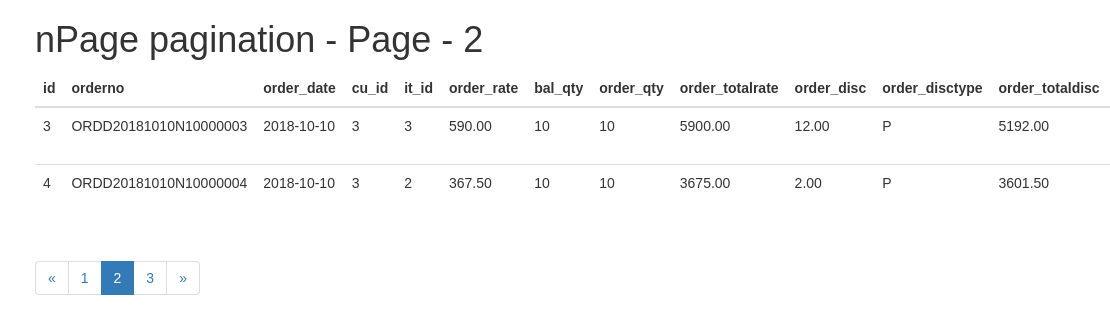 nPage pagination - Page - 2
id orderno order_date cu_id it_id order_rate bal_qty order_qty order_totalrate order_disc order_disctype order_totaldisc
3 ORDD20181010N10000003 2018-10-10 3 3 590.00 10 10 5900.00 12.00 P 5192.00
4 ORDD20181010N10000004 2018-10-10 3 2 367.50 10 10 3675.00 2.00 P 3601.50
« 1 2 3 »